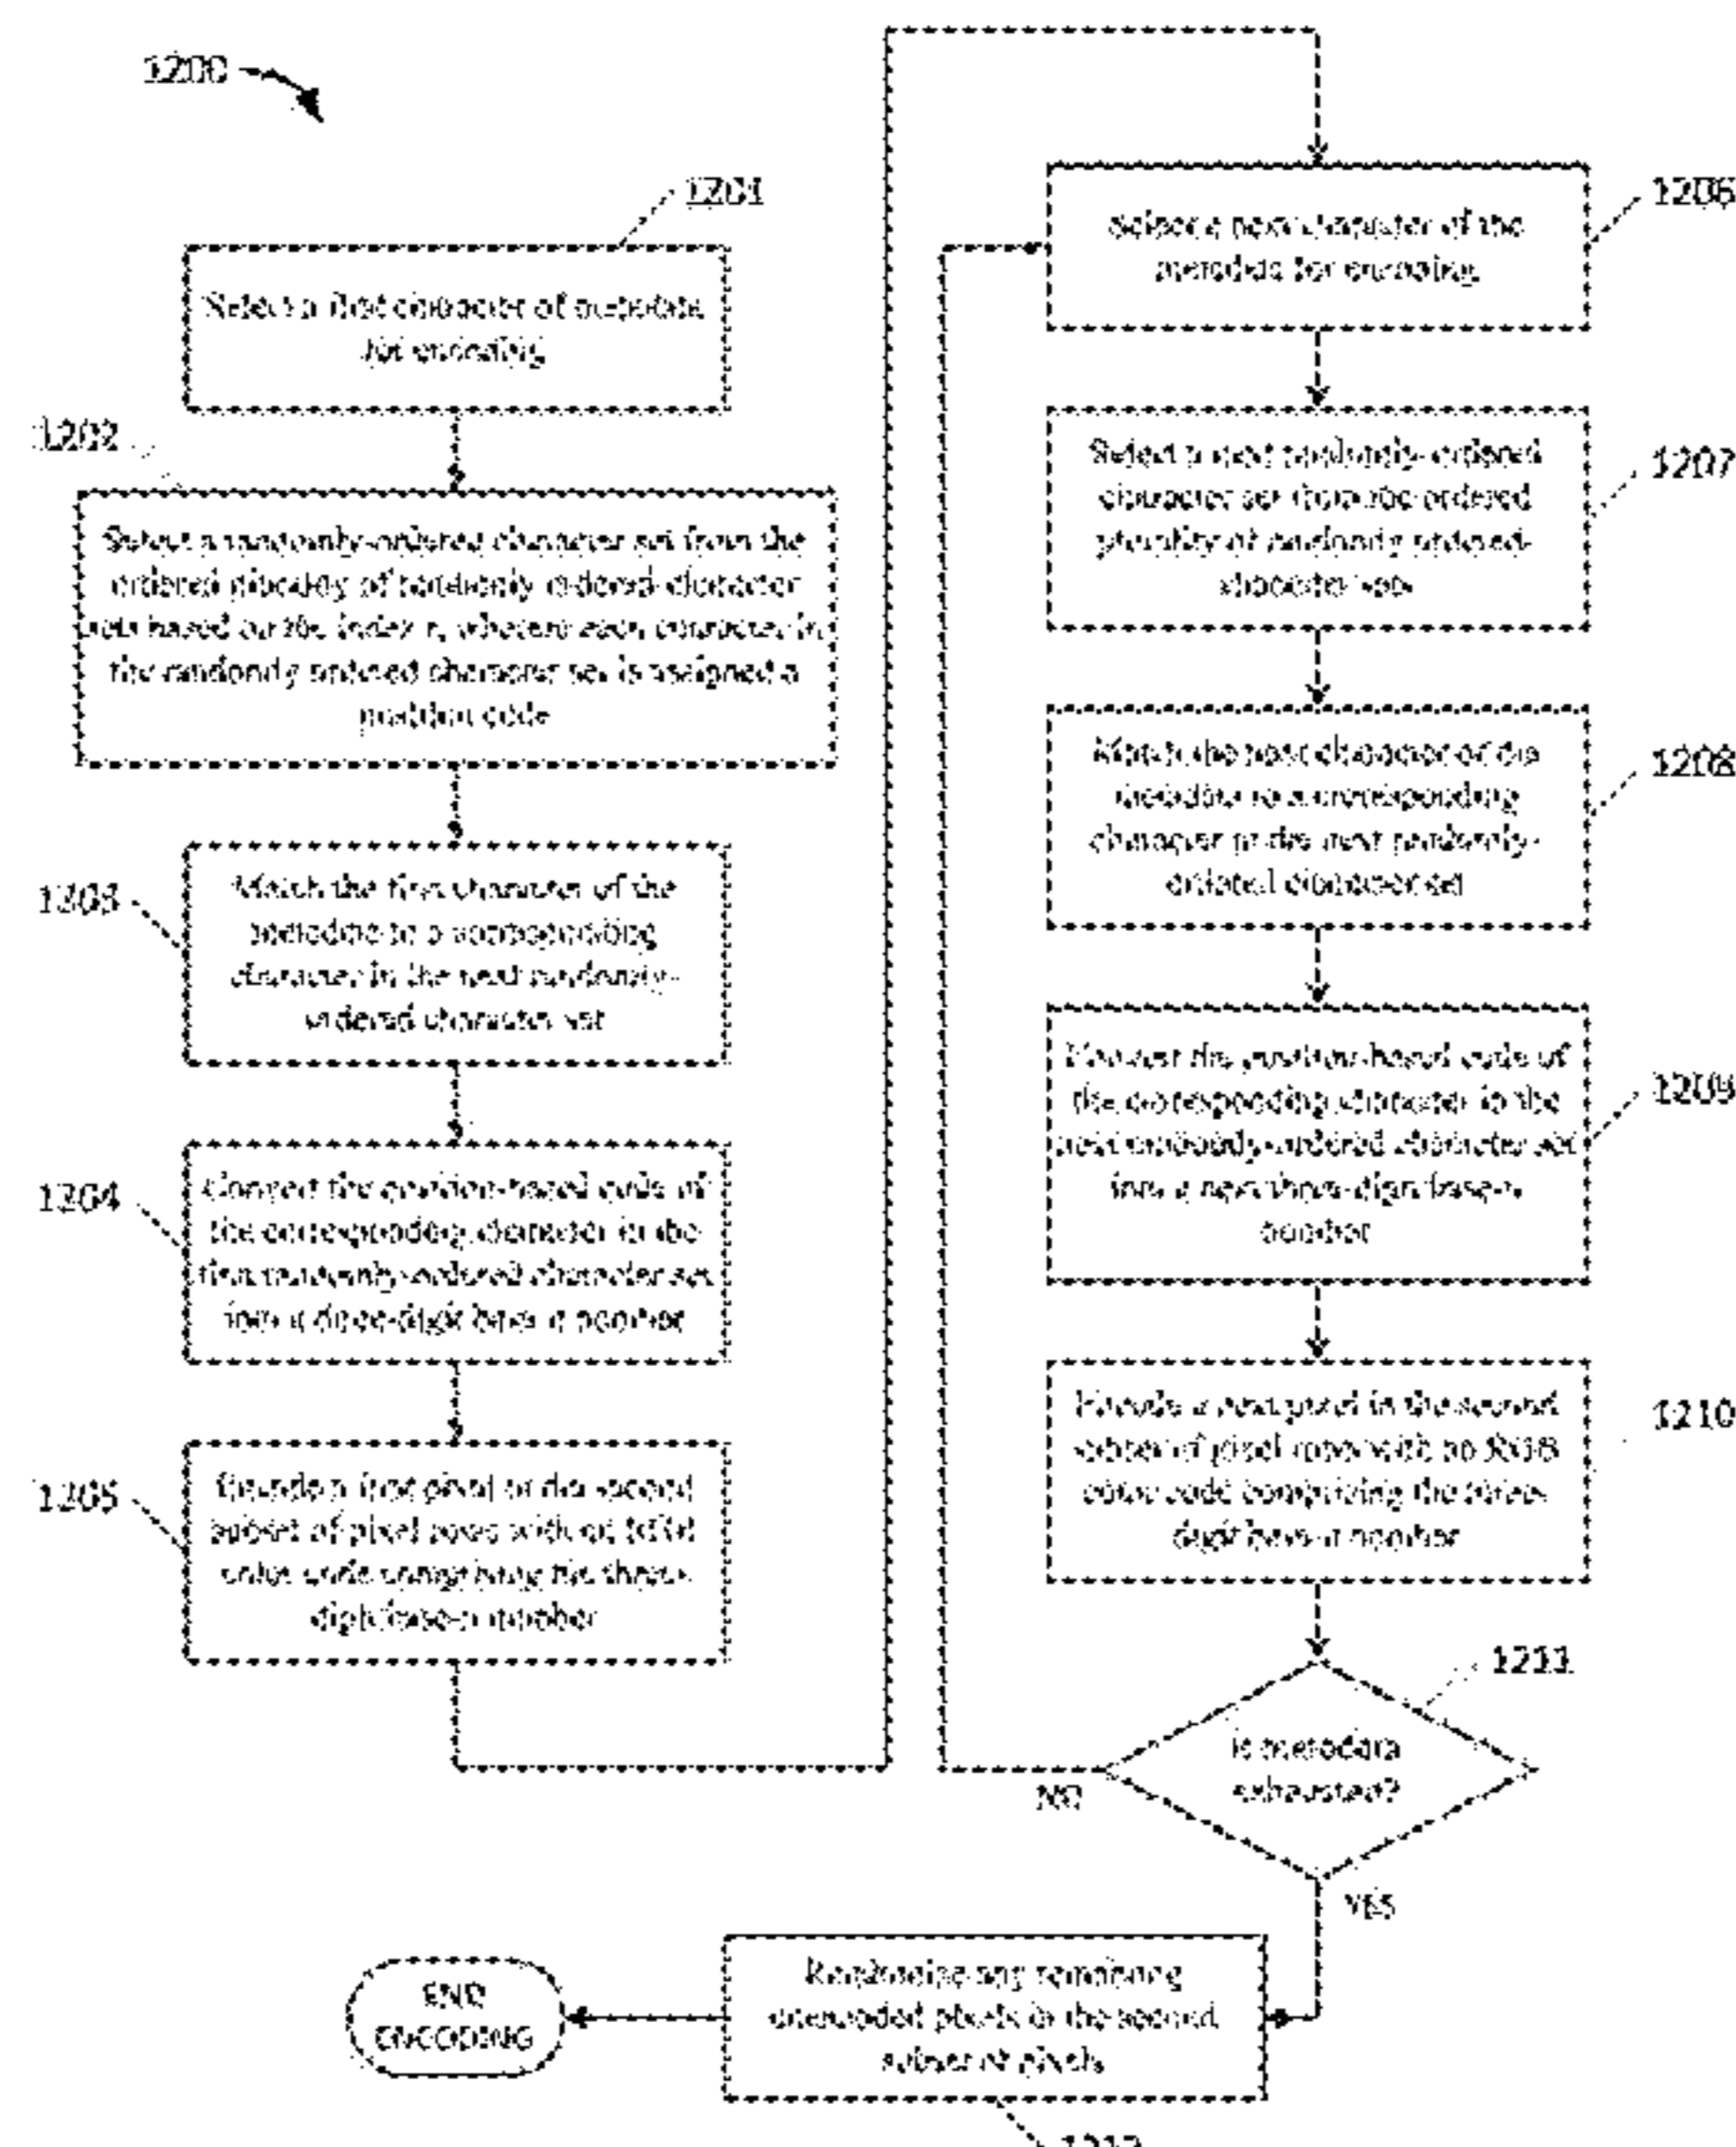 1200
1201
Select a first character of metadata
for encoding
1202
Select a randomly-ordered character set from the
ordered plurality of randomly ordered-character
sets based on the index r, wherein each character in
the randomly ordered character set is assigned a
position code
1203
Match the first character of the
metadata to a corresponding
character in the next randomly-
ordered character set
1204
Convert the position-based code of
the corresponding character in the
first randomly-ordered character set
into a three-digit base-n number
1205
Encode a first pixel in the second
subset of pixel rows with an RGB
color code comprising the three-
digit base-n number
1206
Select a next character of the
metadata for encoding
1207
Select a next randomly-ordered
character set from the ordered
plurality of randomly ordered-
character sets
1208
Match the next character of the
metadata to a corresponding
character in the next randomly-
ordered character set
1209
Convert the position-based code of
the corresponding character in the
next randomly-ordered character set
into a next three-digit base-n
number
1210
Encode a next pixel in the second
subset of pixel rows with an RGB
color code comprising the three-
digit base-n number
1211
Is metadata
exhausted?
NO
YES
Randomize any remaining
unencoded pixels in the second
subset of pixels
END
ENCODING
1212